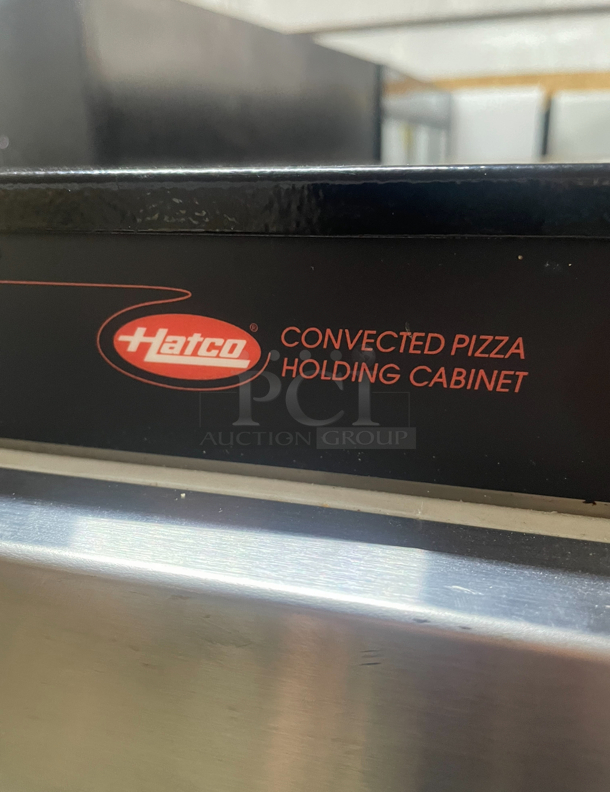 Hatco® CONVECTED PIZZA
HOLDING CABINET
PCI
AUCTION GROUP